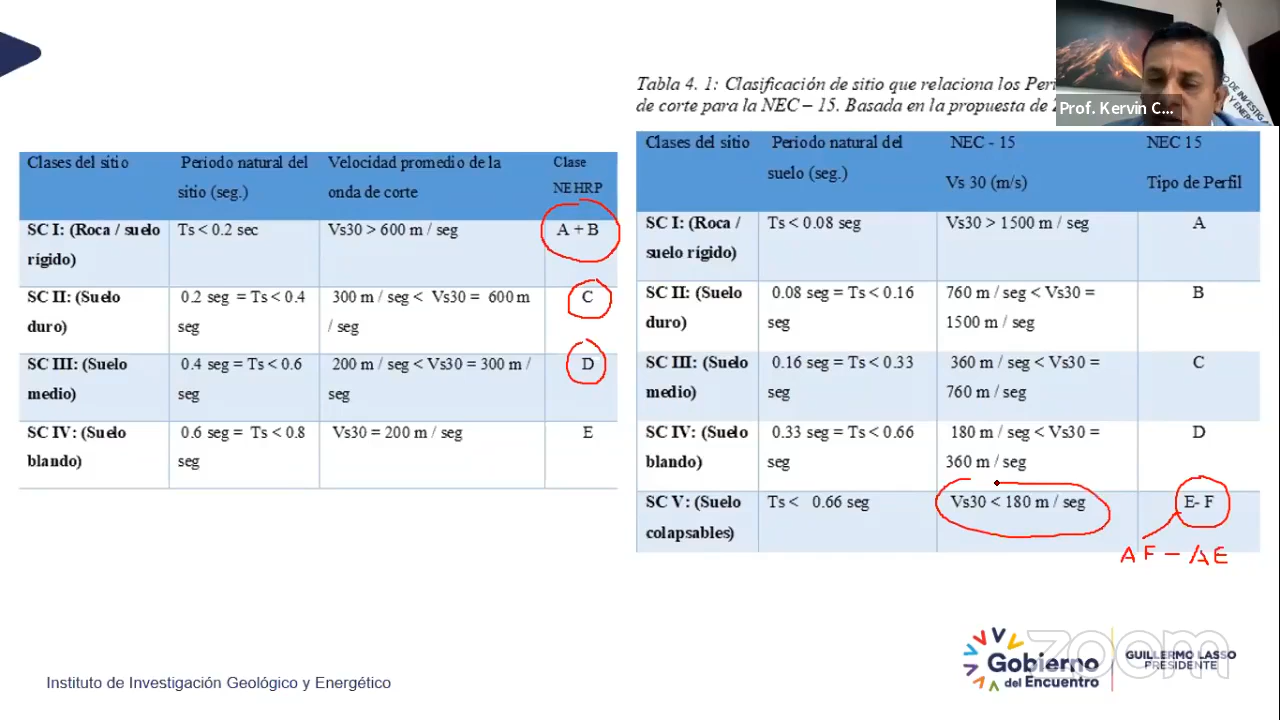 Tabla 4. 1: Clasificación de sitio que relaciona los
de corte para la NEC – 15. Basada en la propuesta de
Prof. Kervin C...
Clases del sitio
Periodo natural del
sitio (seg.)
Velocidad promedio de la
onda de corte
Clase
NEHRP
SC I: (Roca / suelo
rígido)
Ts < 0.2 sec
Vs30 > 600 m / seg
A + B
SC II: (Suelo
duro)
0.2 seg = Ts < 0.4
seg
300 m / seg < Vs30 = 600 m
/ seg
C
SC III: (Suelo
medio)
0.4 seg = Ts < 0.6
seg
200 m / seg < Vs30 = 300 m /
seg
D
SC IV: (Suelo
blando)
0.6 seg = Ts < 0.8
seg
Vs30 = 200 m / seg
E
Clases del sitio
Periodo natural del
suelo (seg.)
NEC - 15
Vs 30 (m/s)
NEC 15
Tipo de Perfil
SC I: (Roca /
suelo rígido)
Ts < 0.08 seg
Vs30 > 1500 m / seg
A
SC II: (Suelo
duro)
0.08 seg = Ts < 0.16
seg
760 m / seg < Vs30 =
1500 m / seg
B
SC III: (Suelo
medio)
0.16 seg = Ts < 0.33
seg
360 m / seg < Vs30 =
760 m / seg
C
SC IV: (Suelo
blando)
0.33 seg = Ts < 0.66
seg
180 m / seg < Vs30 =
360 m / seg
D
SC V: (Suelo
colapsables)
Ts < 0.66 seg
Vs30 < 180 m / seg
E- F
AF – AE
Instituto de Investigación Geológico y Energético
Gobierno
del Encuentro
GUILLERMO LASSO
PRESIDENTE
zoom